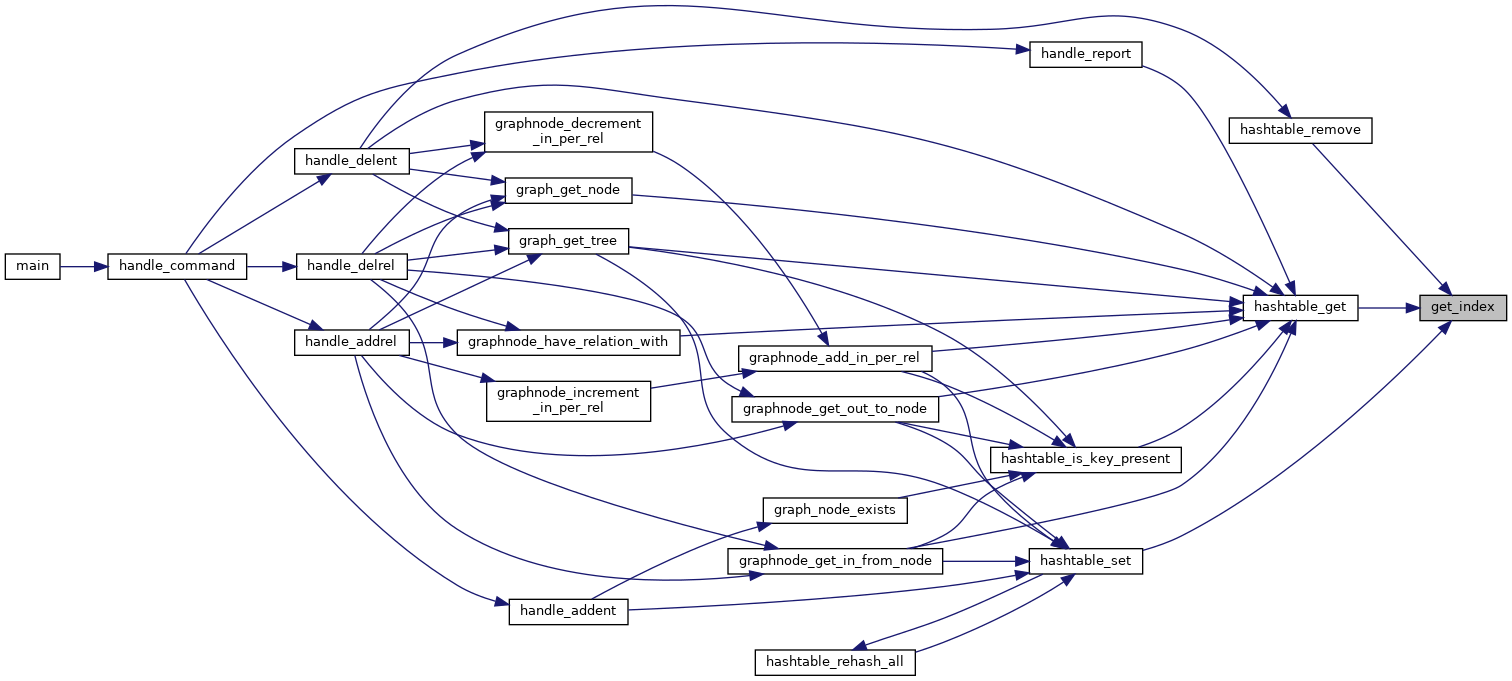 handle_report
graphnode_decrement
_in_per_rel
hashtable_remove
handle_delent
graph_get_node
graph_get_tree
main
handle_command
handle_delrel
hashtable_get
get_index
handle_addrel
graphnode_have_relation_with
graphnode_add_in_per_rel
graphnode_increment
_in_per_rel
graphnode_get_out_to_node
hashtable_is_key_present
graph_node_exists
graphnode_get_in_from_node
hashtable_set
handle_addent
hashtable_rehash_all